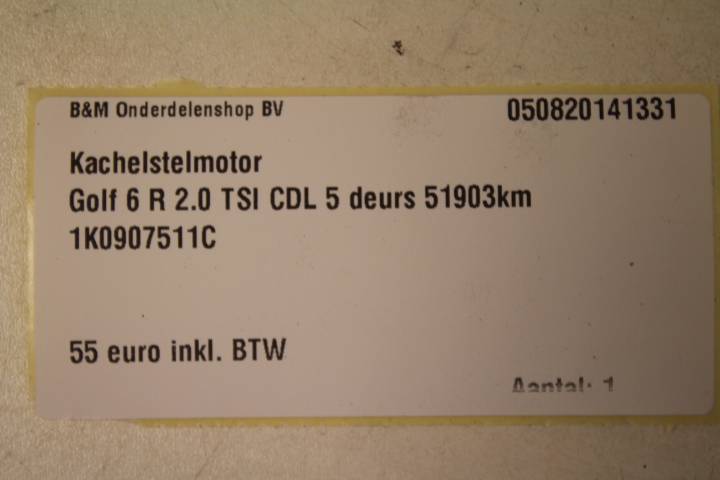 B&M Onderdelenshop BV 050820141331
Kachelstelmotor
Golf 6 R 2.0 TSI CDL 5 deurs 51903km
1K0907511C
55 euro inkl. BTW
Aantal: 1